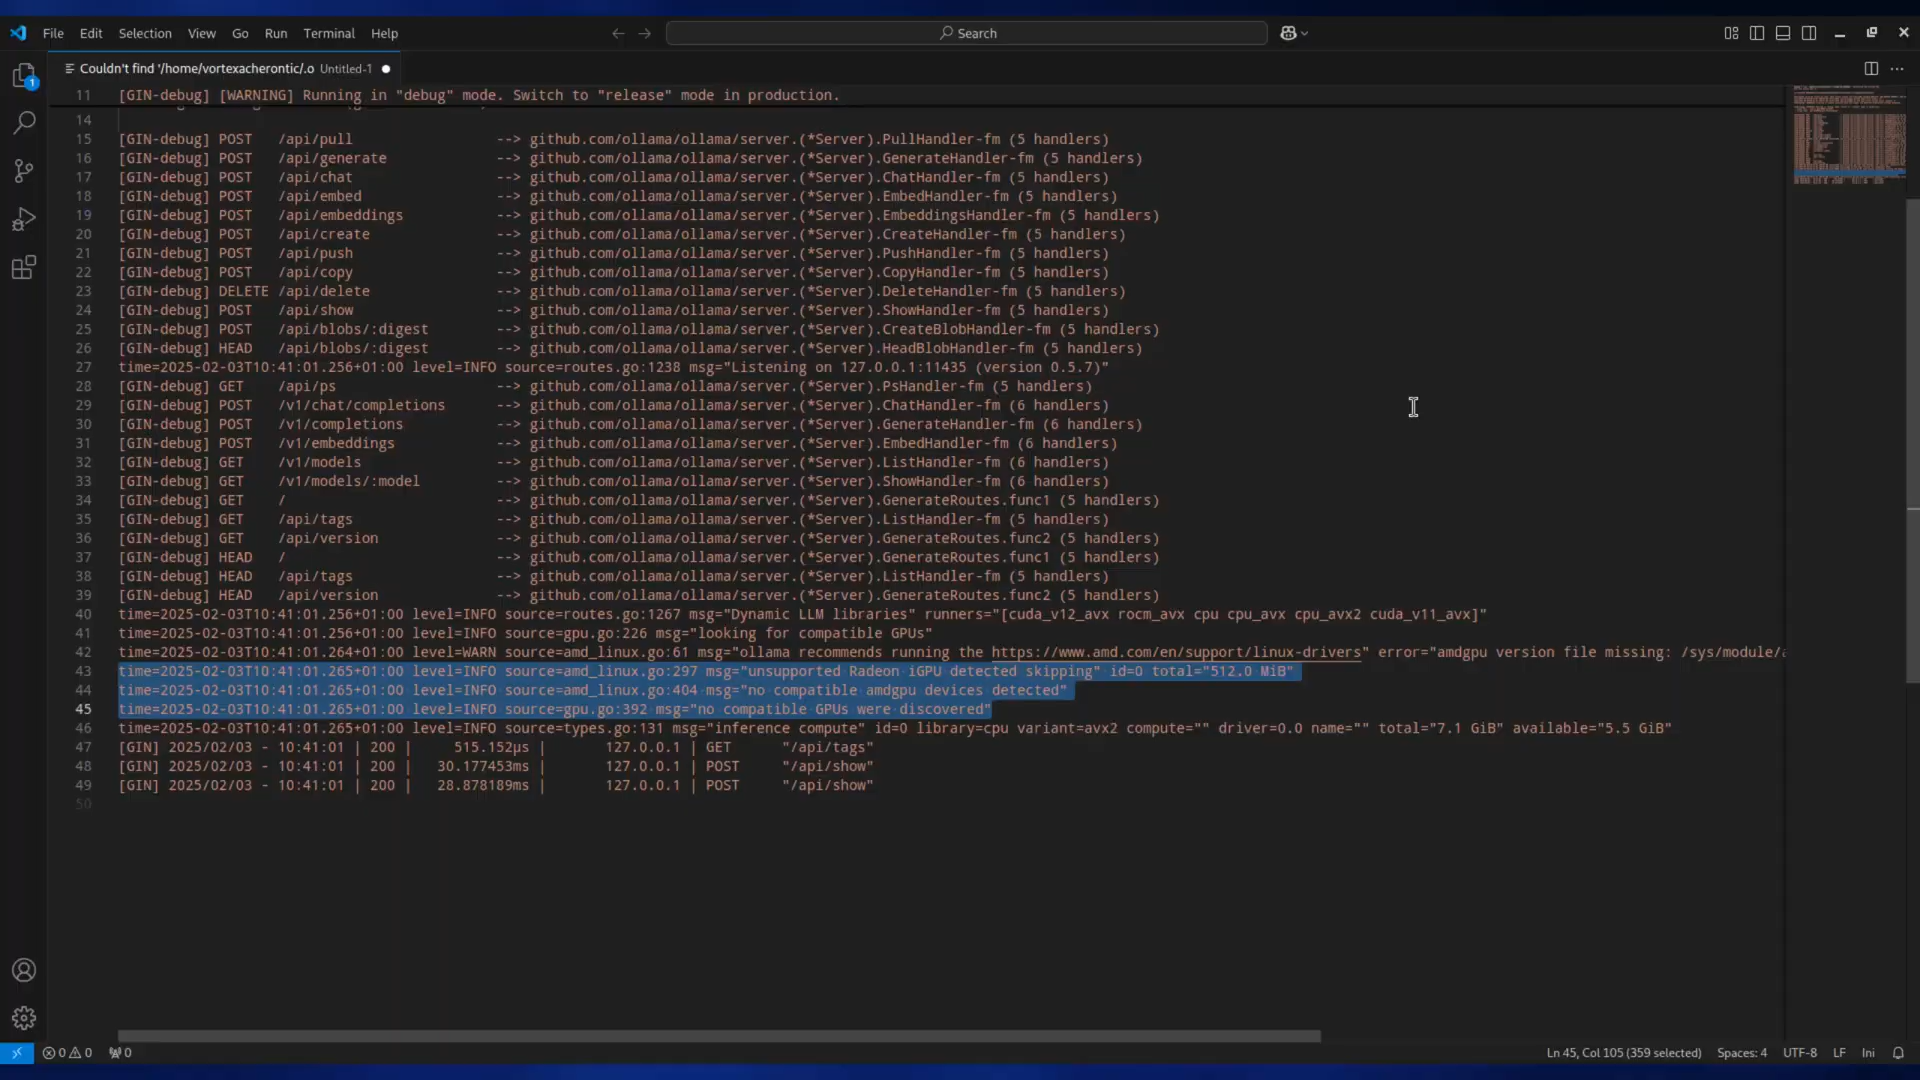 File Edit Selection View Go Run Terminal Help
Search
Couldn't find '/home/vortexacherontic/.o Untitled-1
1
11 [GIN-debug] [WARNING] Running in "debug" mode. Switch to "release" mode in production.
14
15 [GIN-debug] POST /api/pull --> github.com/ollama/ollama/server.(*Server).PullHandler-fm (5 handlers)
16 [GIN-debug] POST /api/generate --> github.com/ollama/ollama/server.(*Server).GenerateHandler-fm (5 handlers)
17 [GIN-debug] POST /api/chat --> github.com/ollama/ollama/server.(*Server).ChatHandler-fm (5 handlers)
18 [GIN-debug] POST /api/embed --> github.com/ollama/ollama/server.(*Server).EmbedHandler-fm (5 handlers)
19 [GIN-debug] POST /api/embeddings --> github.com/ollama/ollama/server.(*Server).EmbeddingsHandler-fm (5 handlers)
20 [GIN-debug] POST /api/create --> github.com/ollama/ollama/server.(*Server).CreateHandler-fm (5 handlers)
21 [GIN-debug] POST /api/push --> github.com/ollama/ollama/server.(*Server).PushHandler-fm (5 handlers)
22 [GIN-debug] POST /api/copy --> github.com/ollama/ollama/server.(*Server).CopyHandler-fm (5 handlers)
23 [GIN-debug] DELETE /api/delete --> github.com/ollama/ollama/server.(*Server).DeleteHandler-fm (5 handlers)
24 [GIN-debug] POST /api/show --> github.com/ollama/ollama/server.(*Server).ShowHandler-fm (5 handlers)
25 [GIN-debug] POST /api/blobs/:digest --> github.com/ollama/ollama/server.(*Server).CreateBlobHandler-fm (5 handlers)
26 [GIN-debug] HEAD /api/blobs/:digest --> github.com/ollama/ollama/server.(*Server).HeadBlobHandler-fm (5 handlers)
27 time=2025-02-03T10:41:01.256+01:00 level=INFO source=routes.go:1238 msg="Listening on 127.0.0.1:11435 (version 0.5.7)"
28 [GIN-debug] GET /api/ps --> github.com/ollama/ollama/server.(*Server).PsHandler-fm (5 handlers)
29 [GIN-debug] POST /v1/chat/completions --> github.com/ollama/ollama/server.(*Server).ChatHandler-fm (6 handlers)
30 [GIN-debug] POST /v1/completions --> github.com/ollama/ollama/server.(*Server).GenerateHandler-fm (6 handlers)
31 [GIN-debug] POST /v1/embeddings --> github.com/ollama/ollama/server.(*Server).EmbedHandler-fm (6 handlers)
32 [GIN-debug] GET /v1/models --> github.com/ollama/ollama/server.(*Server).ListHandler-fm (6 handlers)
33 [GIN-debug] GET /v1/models/:model --> github.com/ollama/ollama/server.(*Server).ShowHandler-fm (6 handlers)
34 [GIN-debug] GET / --> github.com/ollama/ollama/server.(*Server).GenerateRoutes.func1 (5 handlers)
35 [GIN-debug] GET /api/tags --> github.com/ollama/ollama/server.(*Server).ListHandler-fm (5 handlers)
36 [GIN-debug] GET /api/version --> github.com/ollama/ollama/server.(*Server).GenerateRoutes.func2 (5 handlers)
37 [GIN-debug] HEAD / --> github.com/ollama/ollama/server.(*Server).GenerateRoutes.func1 (5 handlers)
38 [GIN-debug] HEAD /api/tags --> github.com/ollama/ollama/server.(*Server).ListHandler-fm (5 handlers)
39 [GIN-debug] HEAD /api/version --> github.com/ollama/ollama/server.(*Server).GenerateRoutes.func2 (5 handlers)
40 time=2025-02-03T10:41:01.256+01:00 level=INFO source=routes.go:1267 msg="Dynamic LLM libraries" runners="[cuda_v12_avx rocm_avx cpu cpu_avx cpu_avx2 cuda_v11_avx]"
41 time=2025-02-03T10:41:01.256+01:00 level=INFO source=gpu.go:226 msg="looking for compatible GPUs"
42 time=2025-02-03T10:41:01.264+01:00 level=WARN source=amd_linux.go:61 msg="ollama recommends running the https://www.amd.com/en/support/linux-drivers" error="amdgpu version file missing: /sys/module/a
43 time=2025-02-03T10:41:01.265+01:00 level=INFO source=amd_linux.go:297 msg="unsupported Radeon iGPU detected skipping" id=0 total="512.0 MiB"
44 time=2025-02-03T10:41:01.265+01:00 level=INFO source=amd_linux.go:404 msg="no compatible amdgpu devices detected"
45 time=2025-02-03T10:41:01.265+01:00 level=INFO source=gpu.go:392 msg="no compatible GPUs were discovered"
46 time=2025-02-03T10:41:01.265+01:00 level=INFO source=types.go:131 msg="inference compute" id=0 library=cpu variant=avx2 compute="" driver=0.0 name="" total="7.1 GiB" available="5.5 GiB"
47 [GIN] 2025/02/03 - 10:41:01 | 200 | 515.152µs | 127.0.0.1 | GET "/api/tags"
48 [GIN] 2025/02/03 - 10:41:01 | 200 | 30.177453ms | 127.0.0.1 | POST "/api/show"
49 [GIN] 2025/02/03 - 10:41:01 | 200 | 28.878189ms | 127.0.0.1 | POST "/api/show"
50
0 0 0 Ln 45, Col 105 (359 selected) Spaces: 4 UTF-8 LF Ini